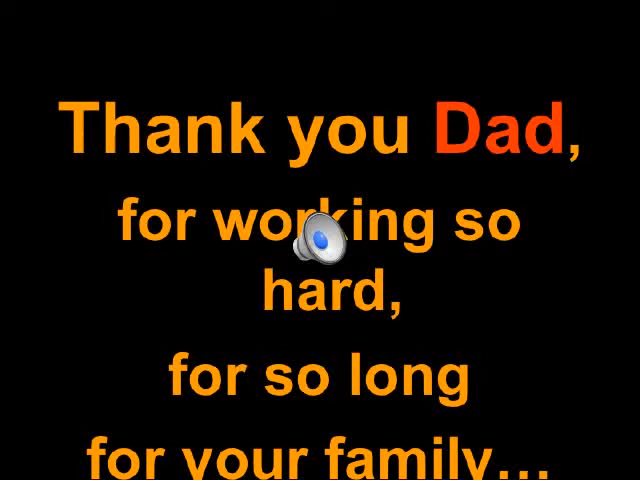 Thank you Dad,
for working so
hard,
for so long
for your family…